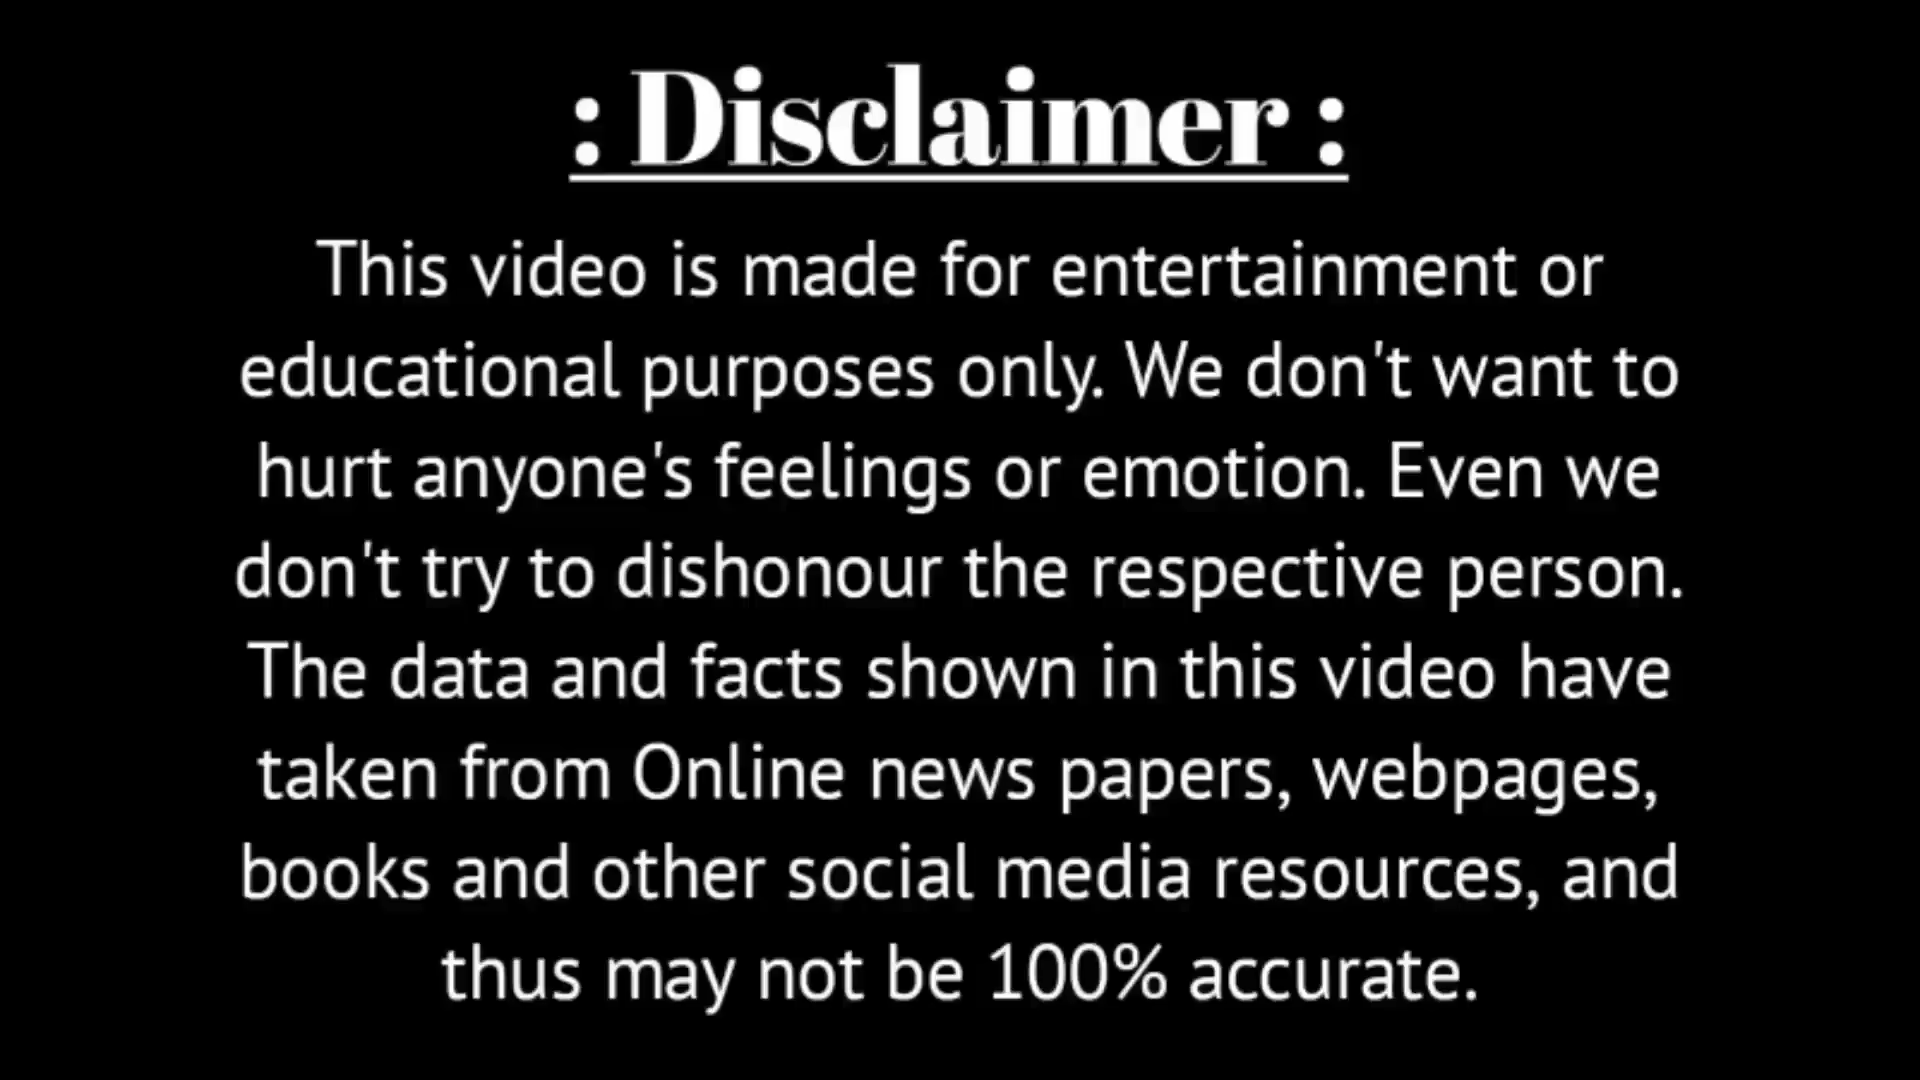 : Disclaimer :
This video is made for entertainment or
educational purposes only. We don't want to
hurt anyone's feelings or emotion. Even we
don't try to dishonour the respective person.
The data and facts shown in this video have
taken from Online news papers, webpages,
books and other social media resources, and
thus may not be 100% accurate.